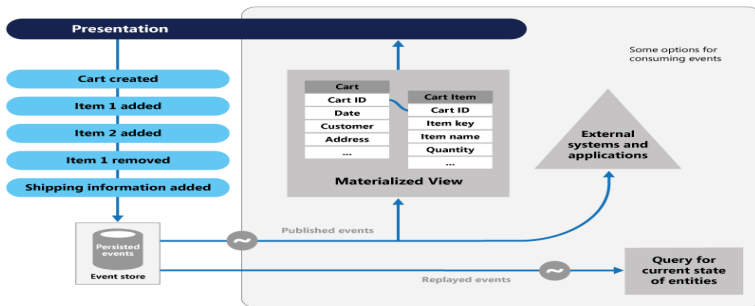 Presentation
Some options for
consuming events
Cart created
Item 1 added
Item 2 added
Item 1 removed
Shipping information added
Persisted
events
Event store
Cart
Cart ID
Date
Customer
Address
...
Cart Item
Cart ID
Item key
Item name
Quantity
...
Materialized View
External
systems and
applications
Published events
Replayed events
Query for
current state
of entities